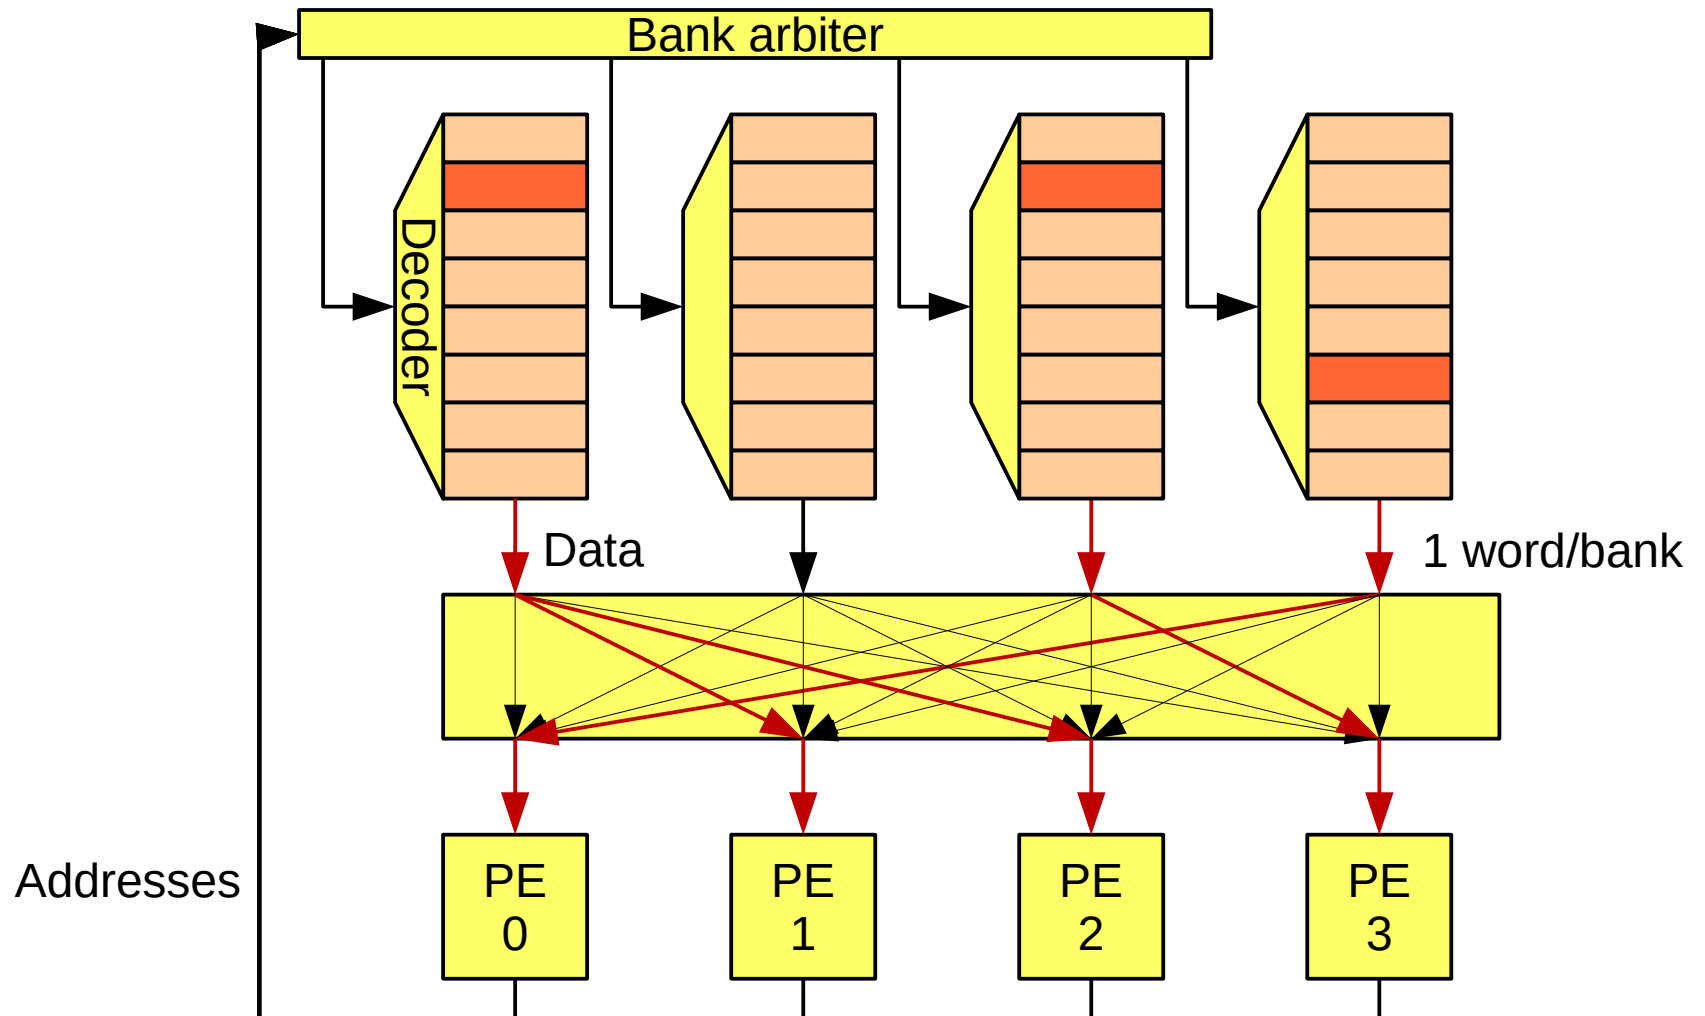 Bank arbiter
Decoder
Data
1 word/bank
Addresses
PE
0
PE
1
PE
2
PE
3